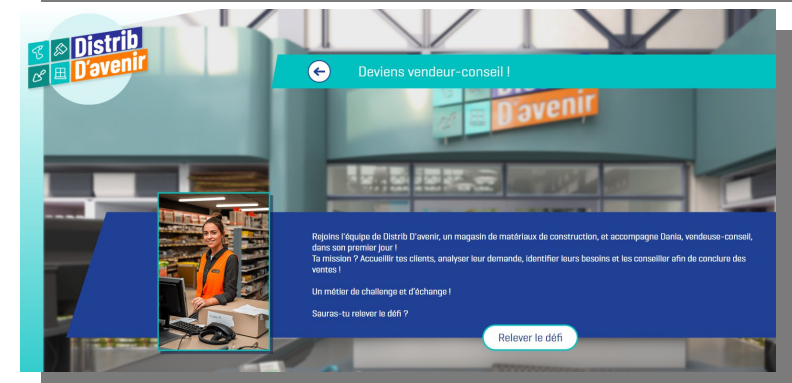 Distrib
D'avenir
Deviens vendeur-conseil !
D'avenir
Rejoins l'équipe de Distrib D'avenir, un magasin de matériaux de construction, et accompagne Dania, vendeuse-conseil,
dans son premier jour !
Ta mission ? Accueillir tes clients, analyser leur demande, identifier leurs besoins et les conseiller afin de conclure des
ventes !
Un métier de challenge et d'échange !
Sauras-tu relever le défi ?
Relever le défi